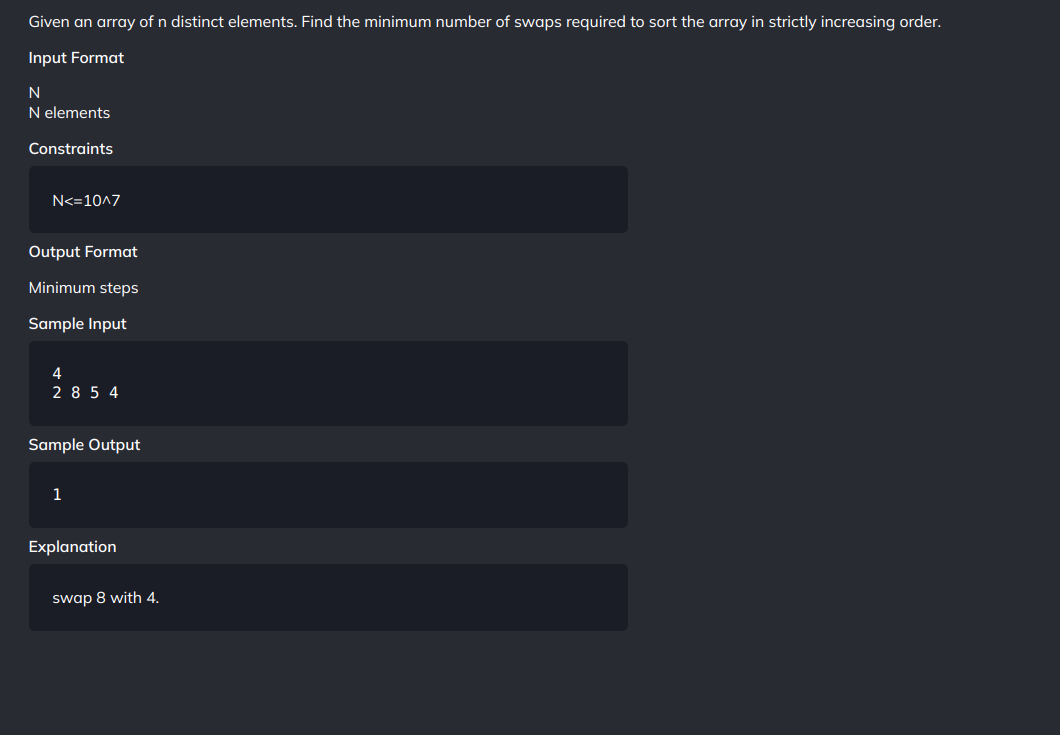 Given an array of n distinct elements. Find the minimum number of swaps required to sort the array in strictly increasing order.
Input Format
N
N elements
Constraints
N<=10^7
Output Format
Minimum steps
Sample Input
4
2 8 5 4
Sample Output
1
Explanation
swap 8 with 4.